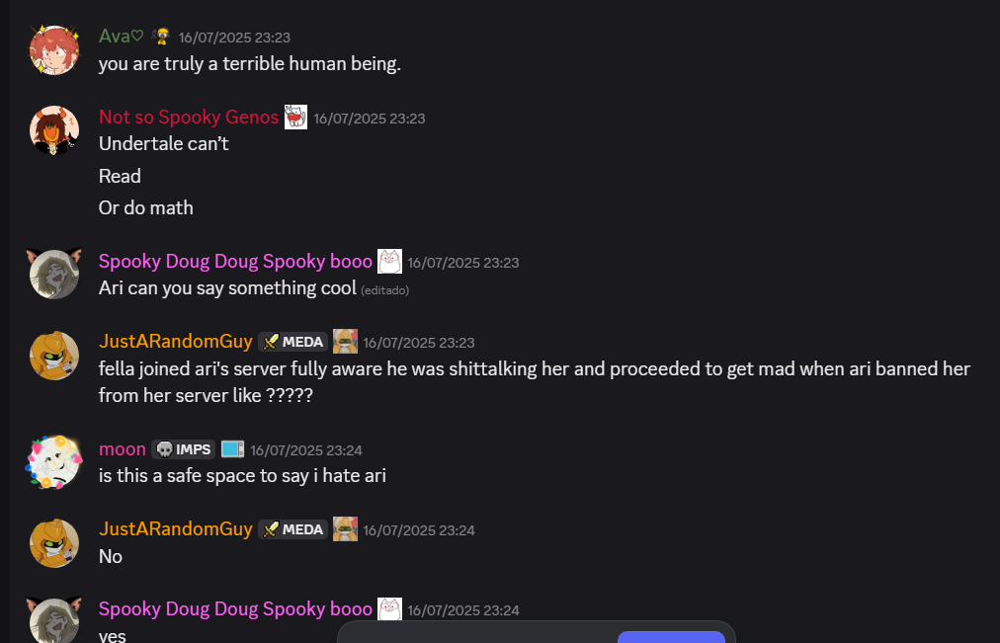 Ava♡ 16/07/2025 23:23
you are truly a terrible human being.
Not so Spooky Genos 16/07/2025 23:23
Undertale can’t
Read
Or do math
Spooky Doug Doug Spooky booo 16/07/2025 23:23
Ari can you say something cool (editado)
JustARandomGuy MEDA 16/07/2025 23:23
fella joined ari's server fully aware he was shittalking her and proceeded to get mad when ari banned her
from her server like ?????
moon IMPS 16/07/2025 23:24
is this a safe space to say i hate ari
JustARandomGuy MEDA 16/07/2025 23:24
No
Spooky Doug Doug Spooky booo 16/07/2025 23:24
yes